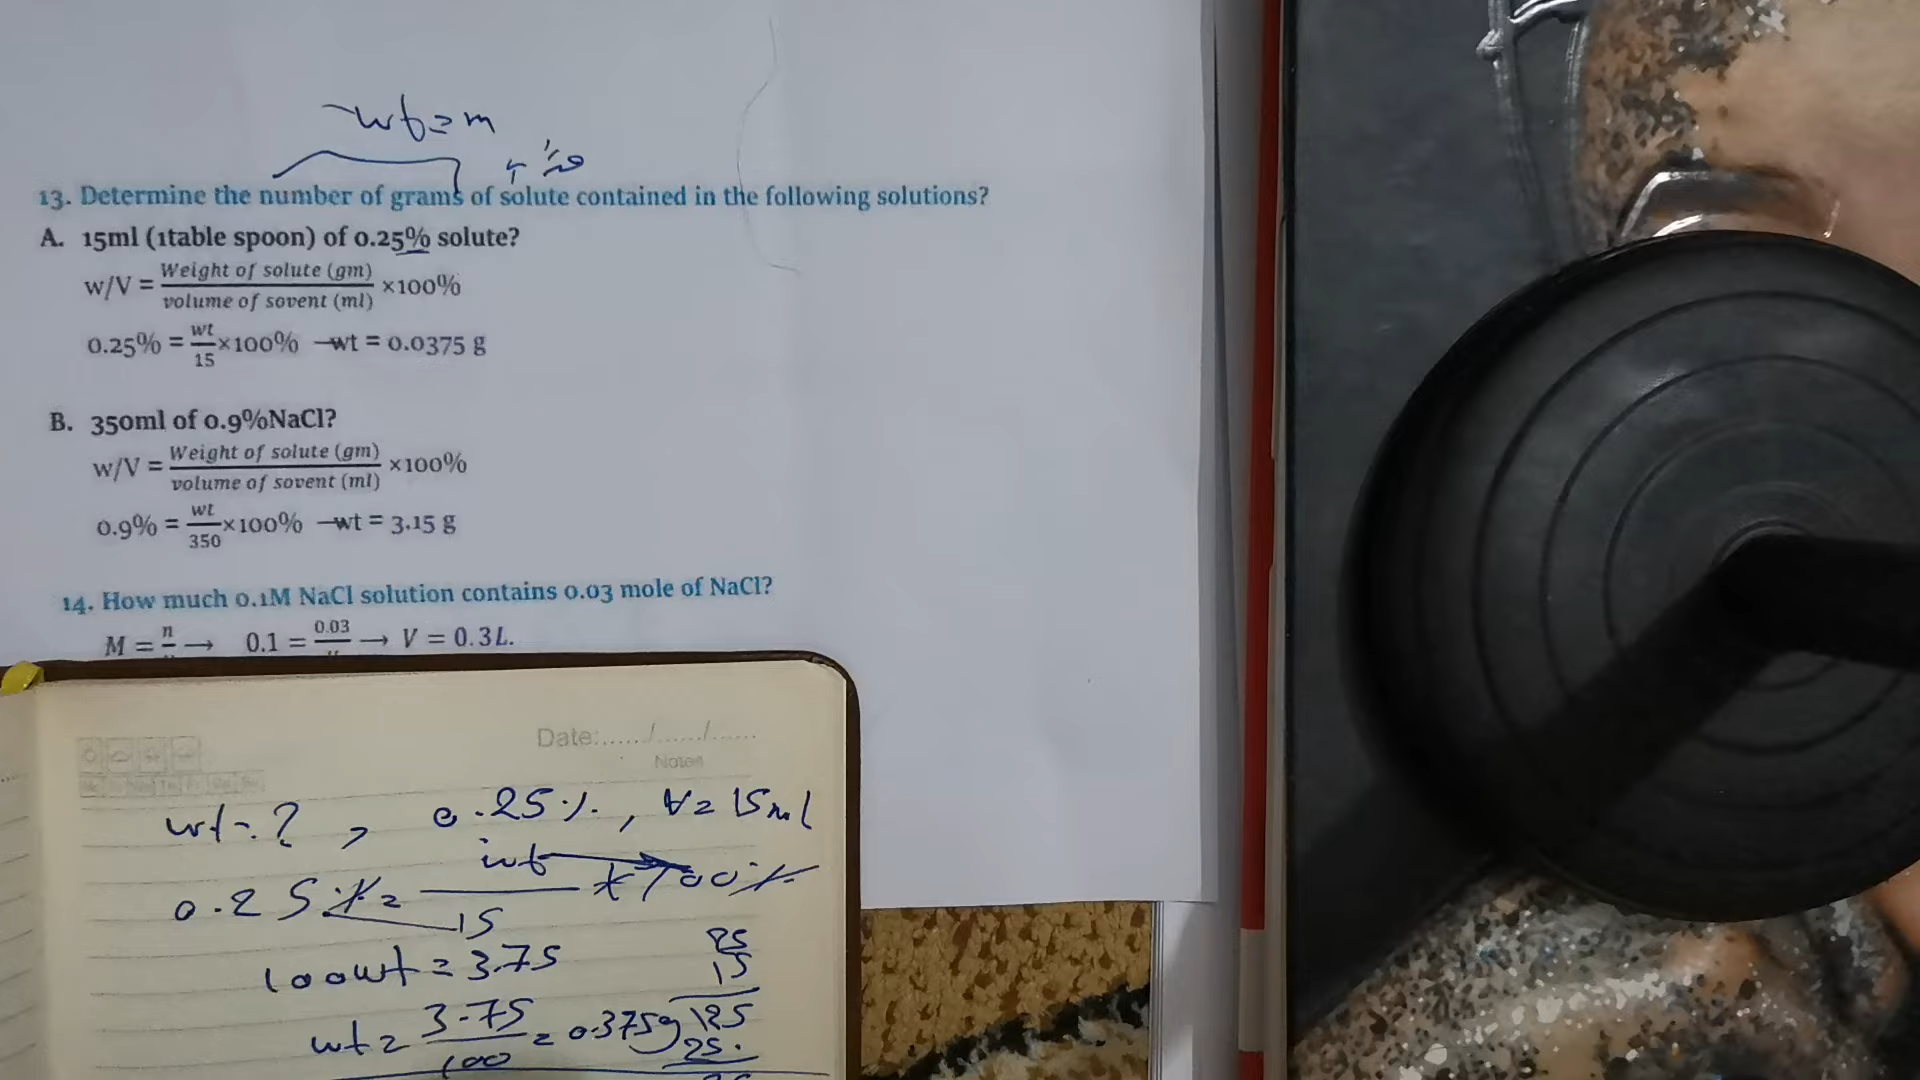 wt = m
13. Determine the number of grams of solute contained in the following solutions?
A. 15ml (1table spoon) of 0.25% solute?
w/V = Weight of solute (gm) / volume of sovent (ml) ×100%
0.25% = wt/15 ×100% → wt = 0.0375 g
B. 350ml of 0.9%NaCl?
w/V = Weight of solute (gm) / volume of sovent (ml) ×100%
0.9% = wt/350 ×100% → wt = 3.15 g
14. How much 0.1M NaCl solution contains 0.03 mole of NaCl?
M = n → 0.1 = 0.03 → V = 0.3L.
Date:....../....../......
Notes
wt = ? , 0.25 % , V = 15ml
0.25 % = wt / 15 × 100 %
100wt = 3.75
25
15
wt = 3.75 / 100 = 0.375g
125
25.